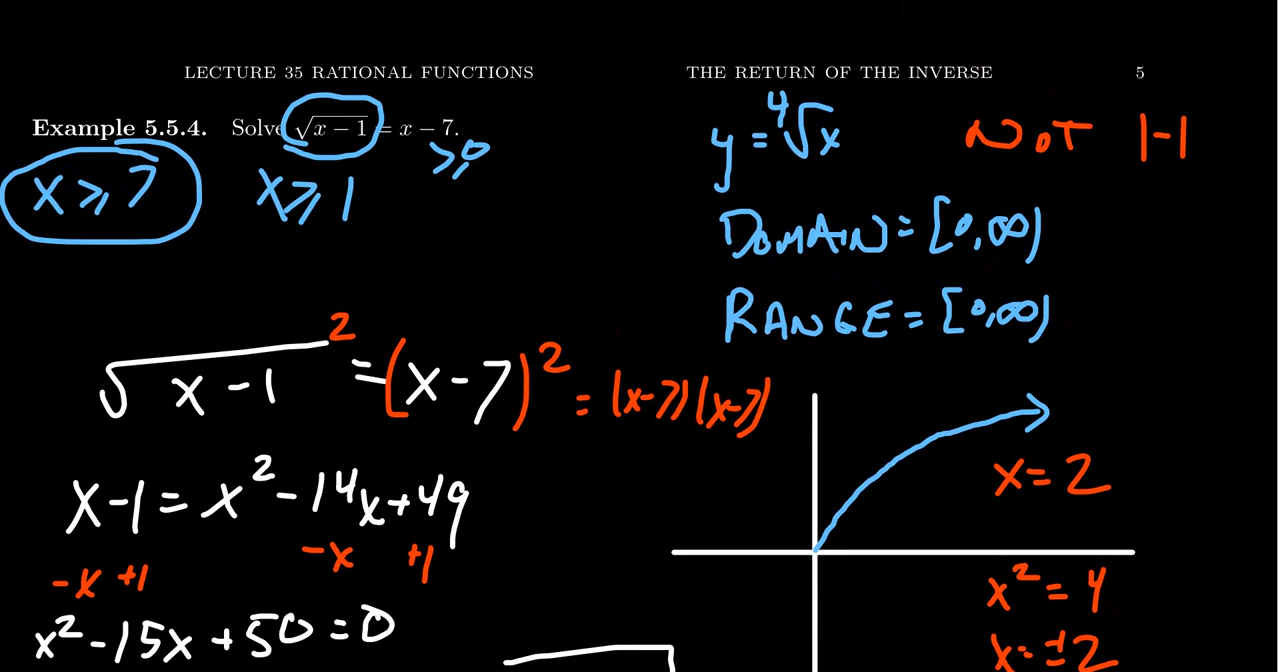 LECTURE 35 RATIONAL FUNCTIONS THE RETURN OF THE INVERSE 5
Example 5.5.4. Solve √(x − 1) = x − 7.
⩾0
x ⩾ 7 x ⩾ 1
√(x-1)² = (x-7)² = (x-7)(x-7)
x-1 = x²-14x+49
-x +1 -x +1
x²-15x+50=0
y = ⁴√x NOT 1-1
DOMAIN = [0,∞)
RANGE = [0,∞)
x=2
x²=4
x=±2